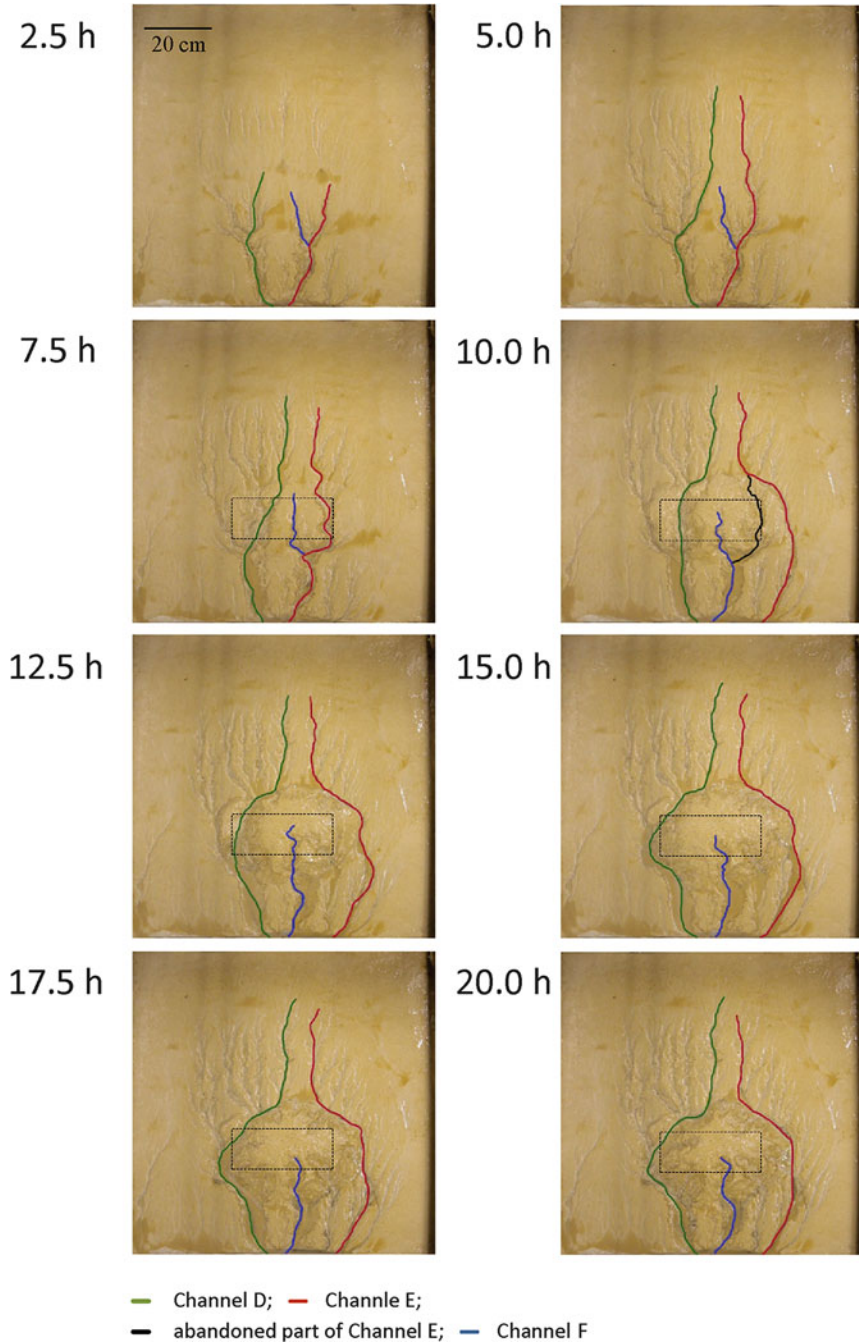 2.5 h
20 cm
5.0 h
7.5 h
10.0 h
12.5 h
15.0 h
17.5 h
20.0 h
Channel D; Channle E;
abandoned part of Channel E; Channel F